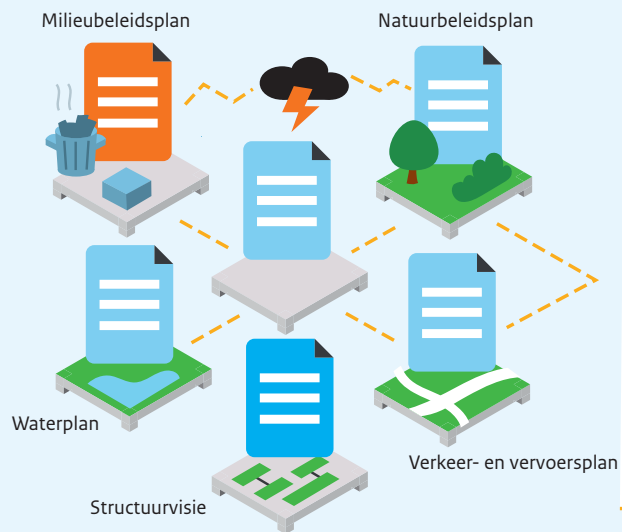 Milieubeleidsplan
Natuurbeleidsplan
Waterplan
Verkeer- en vervoersplan
Structuurvisie